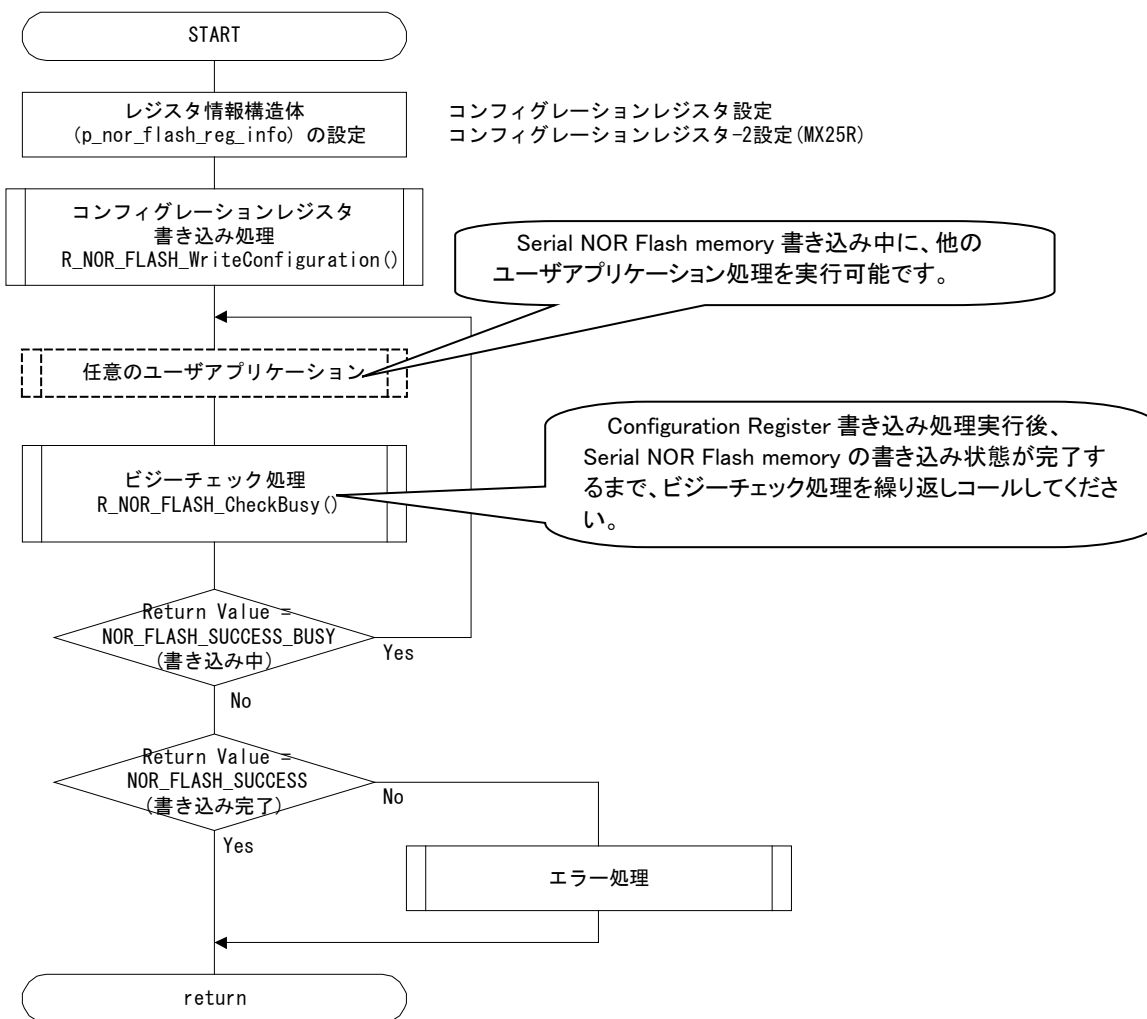 START
レジスタ情報構造体
(p_nor_flash_reg_info) の設定
コンフィグレーションレジスタ設定
コンフィグレーションレジスタ-2設定(MX25R)
コンフィグレーションレジスタ
書き込み処理
R_NOR_FLASH_WriteConfiguration()
Serial NOR Flash memory 書き込み中に、他の
ユーザアプリケーション処理を実行可能です。
任意のユーザアプリケーション
ビジーチェック処理
R_NOR_FLASH_CheckBusy()
Configuration Register 書き込み処理実行後、
Serial NOR Flash memory の書き込み状態が完了す
るまで、ビジーチェック処理を繰り返しコールしてくださ
い。
Return Value =
NOR_FLASH_SUCCESS_BUSY
(書き込み中)
Yes
No
Return Value =
NOR_FLASH_SUCCESS
(書き込み完了)
No
Yes
エラー処理
return